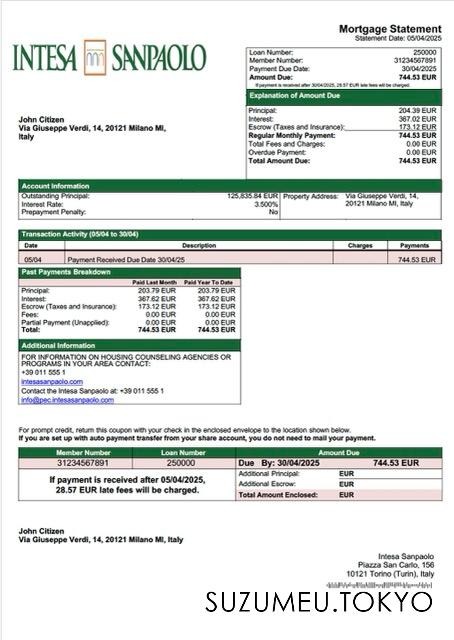 Mortgage Statement
Statement Date: 05/04/2025
INTESA SANPAOLO
Loan Number: 250000
Member Number: 31234567891
Payment Due Date: 30/04/2025
Amount Due: 744.53 EUR
If payment is received after 30/04/2025, 28.57 EUR late fees will be charged.
Explanation of Amount Due
Principal: 204.39 EUR
Interest: 367.02 EUR
Escrow (Taxes and Insurance): 173.12 EUR
Regular Monthly Payment: 744.53 EUR
Total Fees and Charges: 0.00 EUR
Overdue Payment: 0.00 EUR
Total Amount Due: 744.53 EUR
John Citizen
Via Giuseppe Verdi, 14, 20121 Milano MI,
Italy
Account Information
Outstanding Principal: 125,835.84 EUR Property Address: Via Giuseppe Verdi, 14,
Interest Rate: 3.500% 20121 Milano MI, Italy
Prepayment Penalty: No
Transaction Activity (05/04 to 30/04)
Date Description Charges Payments
05/04 Payment Received Due Date 30/04/25 744.53 EUR
Past Payments Breakdown
Paid Last Month Paid Year To Date
Principal: 203.79 EUR 203.79 EUR
Interest: 367.62 EUR 367.62 EUR
Escrow (Taxes and Insurance): 173.12 EUR 173.12 EUR
Fees: 0.00 EUR 0.00 EUR
Partial Payment (Unapplied): 0.00 EUR 0.00 EUR
Total: 744.53 EUR 744.53 EUR
Additional Information
FOR INFORMATION ON HOUSING COUNSELING AGENCIES OR
PROGRAMS IN YOUR AREA CONTACT:
+39 011 555 1
intesasanpaolo.com
Contact the Intesa Sanpaolo at: +39 011 555 1
info@pec.intesasanpaolo.com
For prompt credit, return this coupon with your check in the enclosed envelope to the location shown below.
If you are set up with auto payment transfer from your share account, you do not need to mail your payment.
Member Number Loan Number Amount Due
31234567891 250000 Due By: 30/04/2025 744.53 EUR
If payment is received after 05/04/2025,
28.57 EUR late fees will be charged.
Additional Principal: EUR
Additional Escrow: EUR
Total Amount Enclosed: EUR
John Citizen
Via Giuseppe Verdi, 14, 20121 Milano MI, Italy
Intesa Sanpaolo
Piazza San Carlo, 156
10121 Torino (Turin), Italy
SUZUMEU.TOKYO